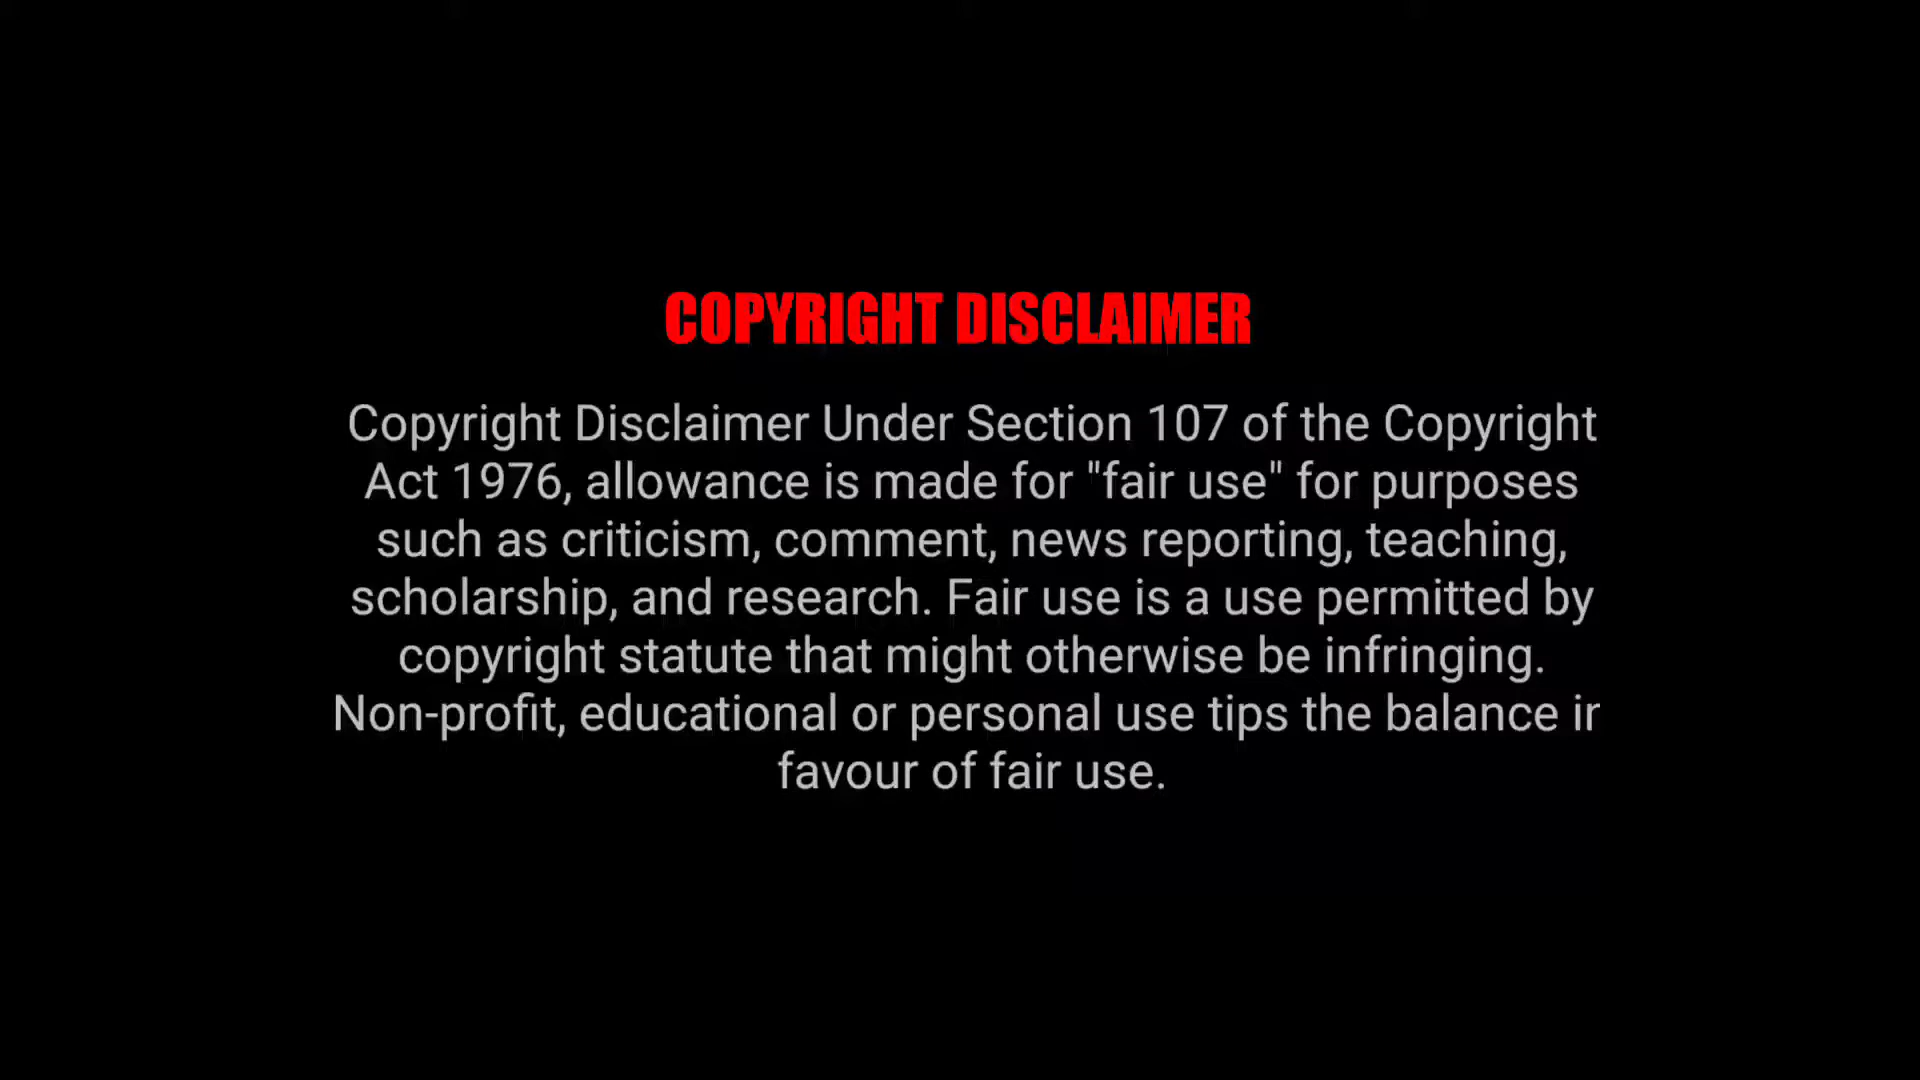 COPYRIGHT DISCLAIMER
Copyright Disclaimer Under Section 107 of the Copyright
Act 1976, allowance is made for "fair use" for purposes
such as criticism, comment, news reporting, teaching,
scholarship, and research. Fair use is a use permitted by
copyright statute that might otherwise be infringing.
Non-profit, educational or personal use tips the balance in
favour of fair use.